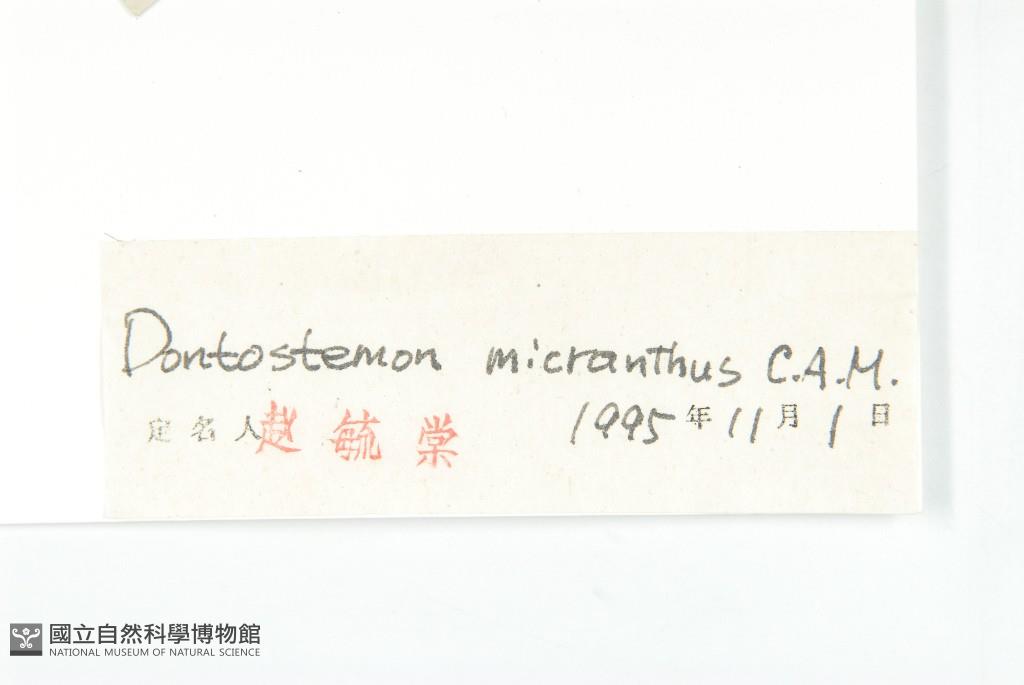 Dontostemon micranthus C.A.M.
定名人 赵毓棠 1995年11月1日
國立自然科學博物館
NATIONAL MUSEUM OF NATURAL SCIENCE